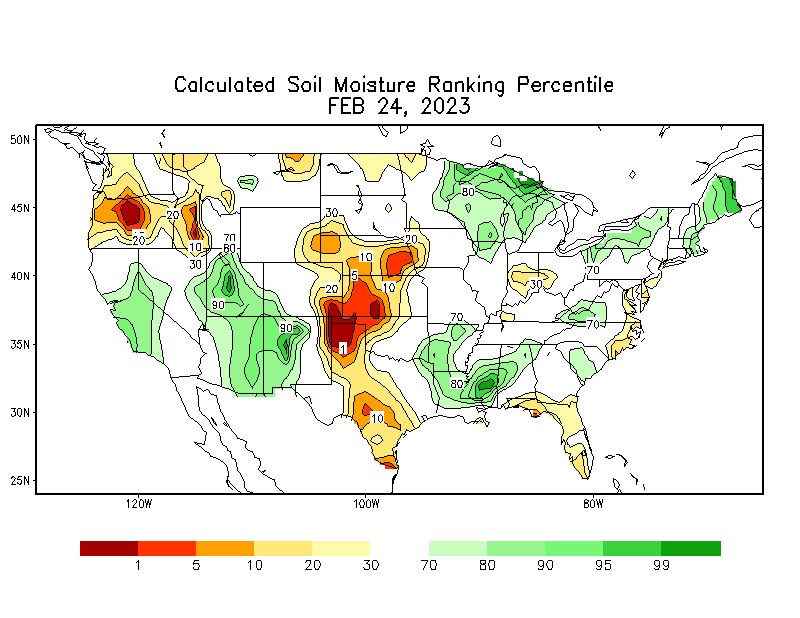 Calculated Soil Moisture Ranking Percentile
FEB 24, 2023
50N
80
45N
20
30
20
10
70
80
20
10
40N
30
5
70
30
90
20
10
70
70
90
35N
1
80
30N
10
25N
120W
100W
80W
1 5 10 20 30 70 80 90 95 99